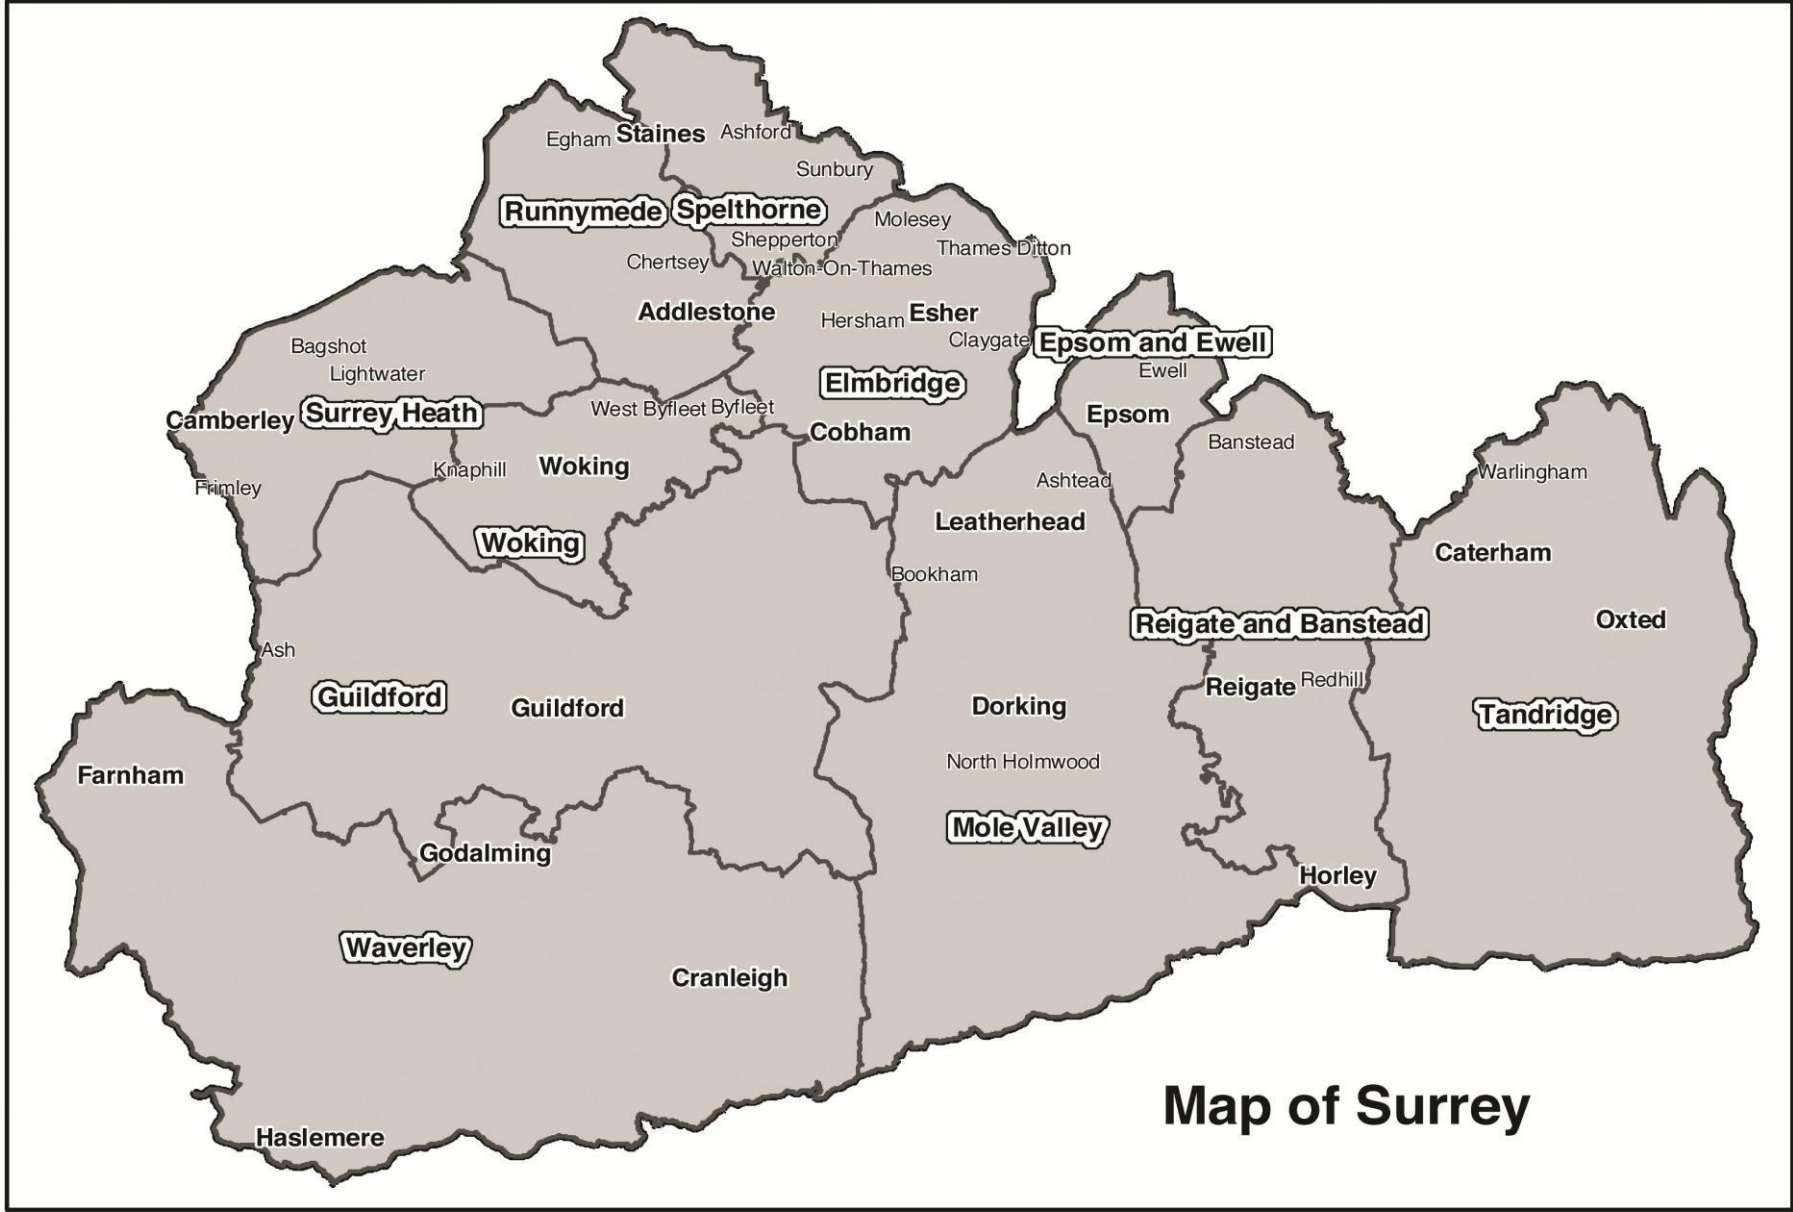 Egham
Staines
Ashford
Sunbury
Runnymede
Spelthorne
Molesey
Shepperton
Thames Ditton
Chertsey
Walton-On-Thames
Addlestone
Hersham
Esher
Claygate
Epsom and Ewell
Bagshot
Lightwater
Ewell
Elmbridge
Camberley
Surrey Heath
West Byfleet
Byfleet
Epsom
Cobham
Banstead
Knaphill
Woking
Warlingham
Frimley
Ashtead
Leatherhead
Woking
Caterham
Bookham
Reigate and Banstead
Oxted
Ash
Guildford
Guildford
Reigate
Redhill
Dorking
Tandridge
North Holmwood
Farnham
Mole Valley
Godalming
Horley
Waverley
Cranleigh
Map of Surrey
Haslemere